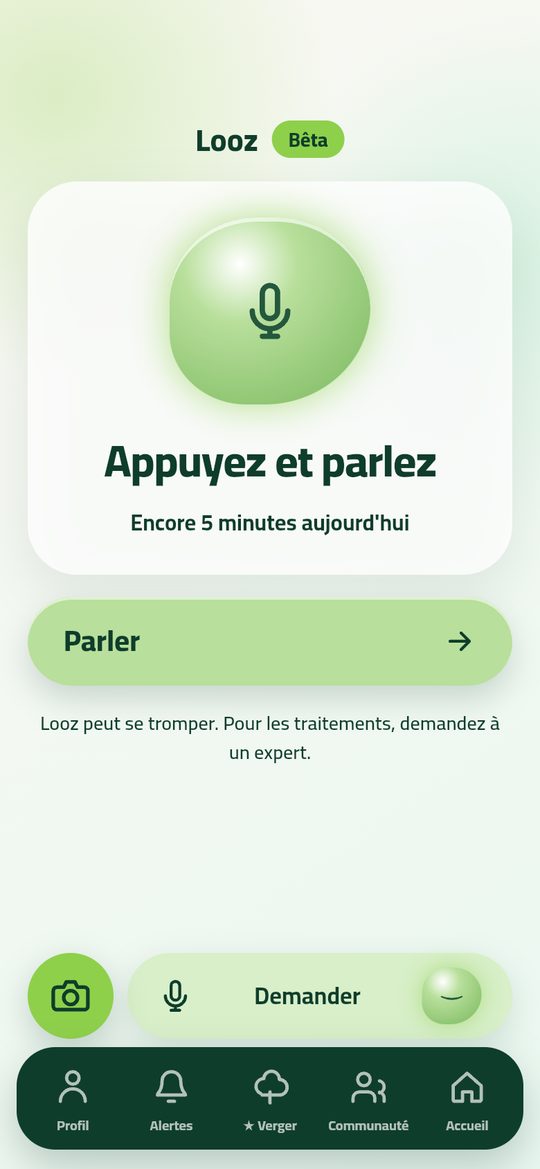 Looz Bêta
Appuyez et parlez
Encore 5 minutes aujourd'hui
Parler
Looz peut se tromper. Pour les traitements, demandez à
un expert.
Demander
Profil Alertes ★ Verger Communauté Accueil